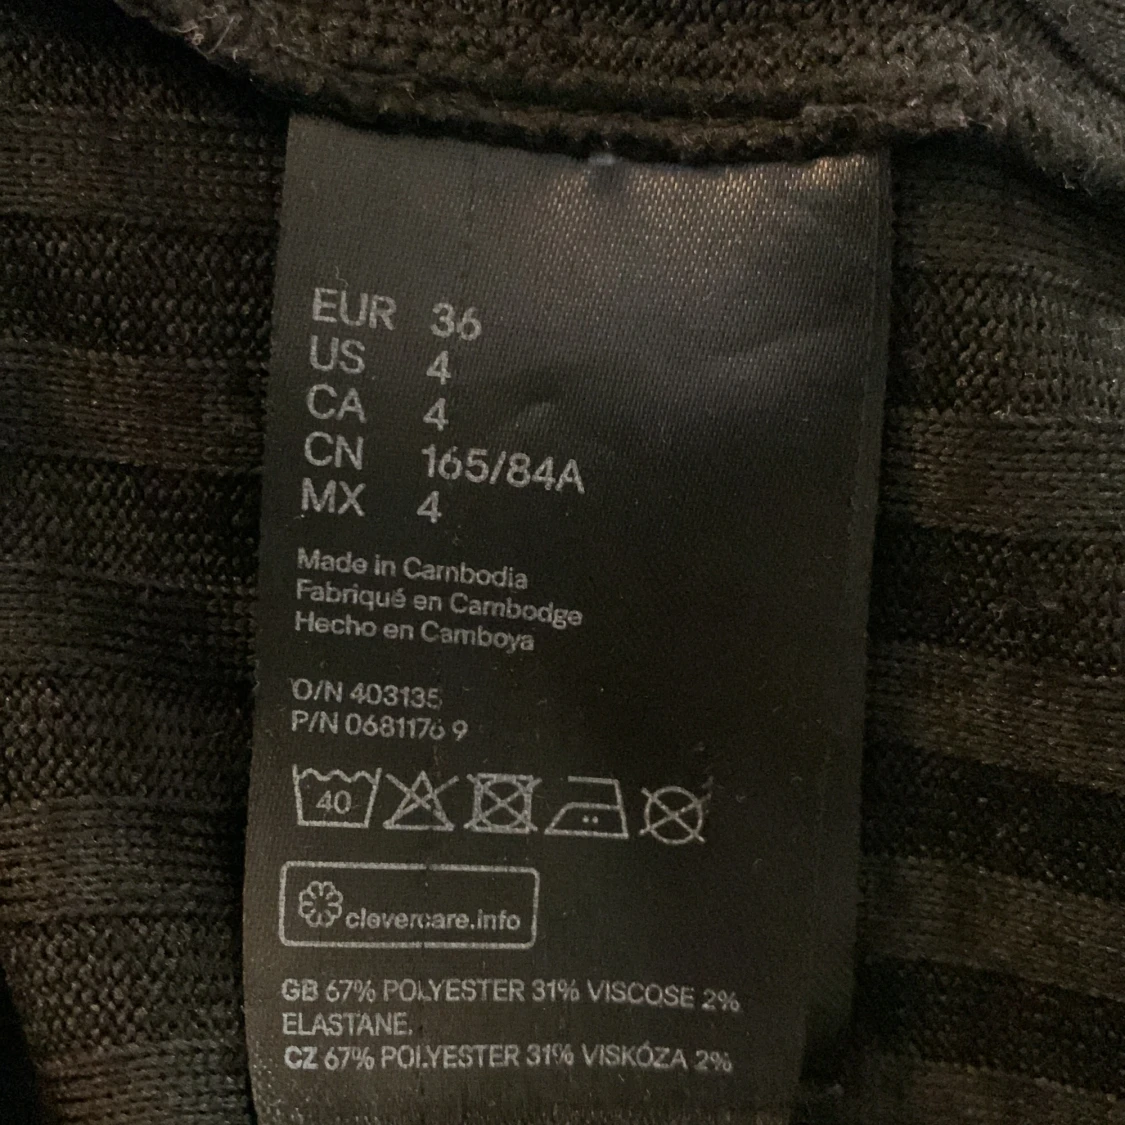 EUR 36
US 4
CA 4
CN 165/84A
MX 4
Made in Cambodia
Fabriqué en Cambodge
Hecho en Camboya
O/N 403135
P/N 0681176 9
40
clevercare.info
GB 67% POLYESTER 31% VISCOSE 2%
ELASTANE.
CZ 67% POLYESTER 31% VISKÓZA 2%